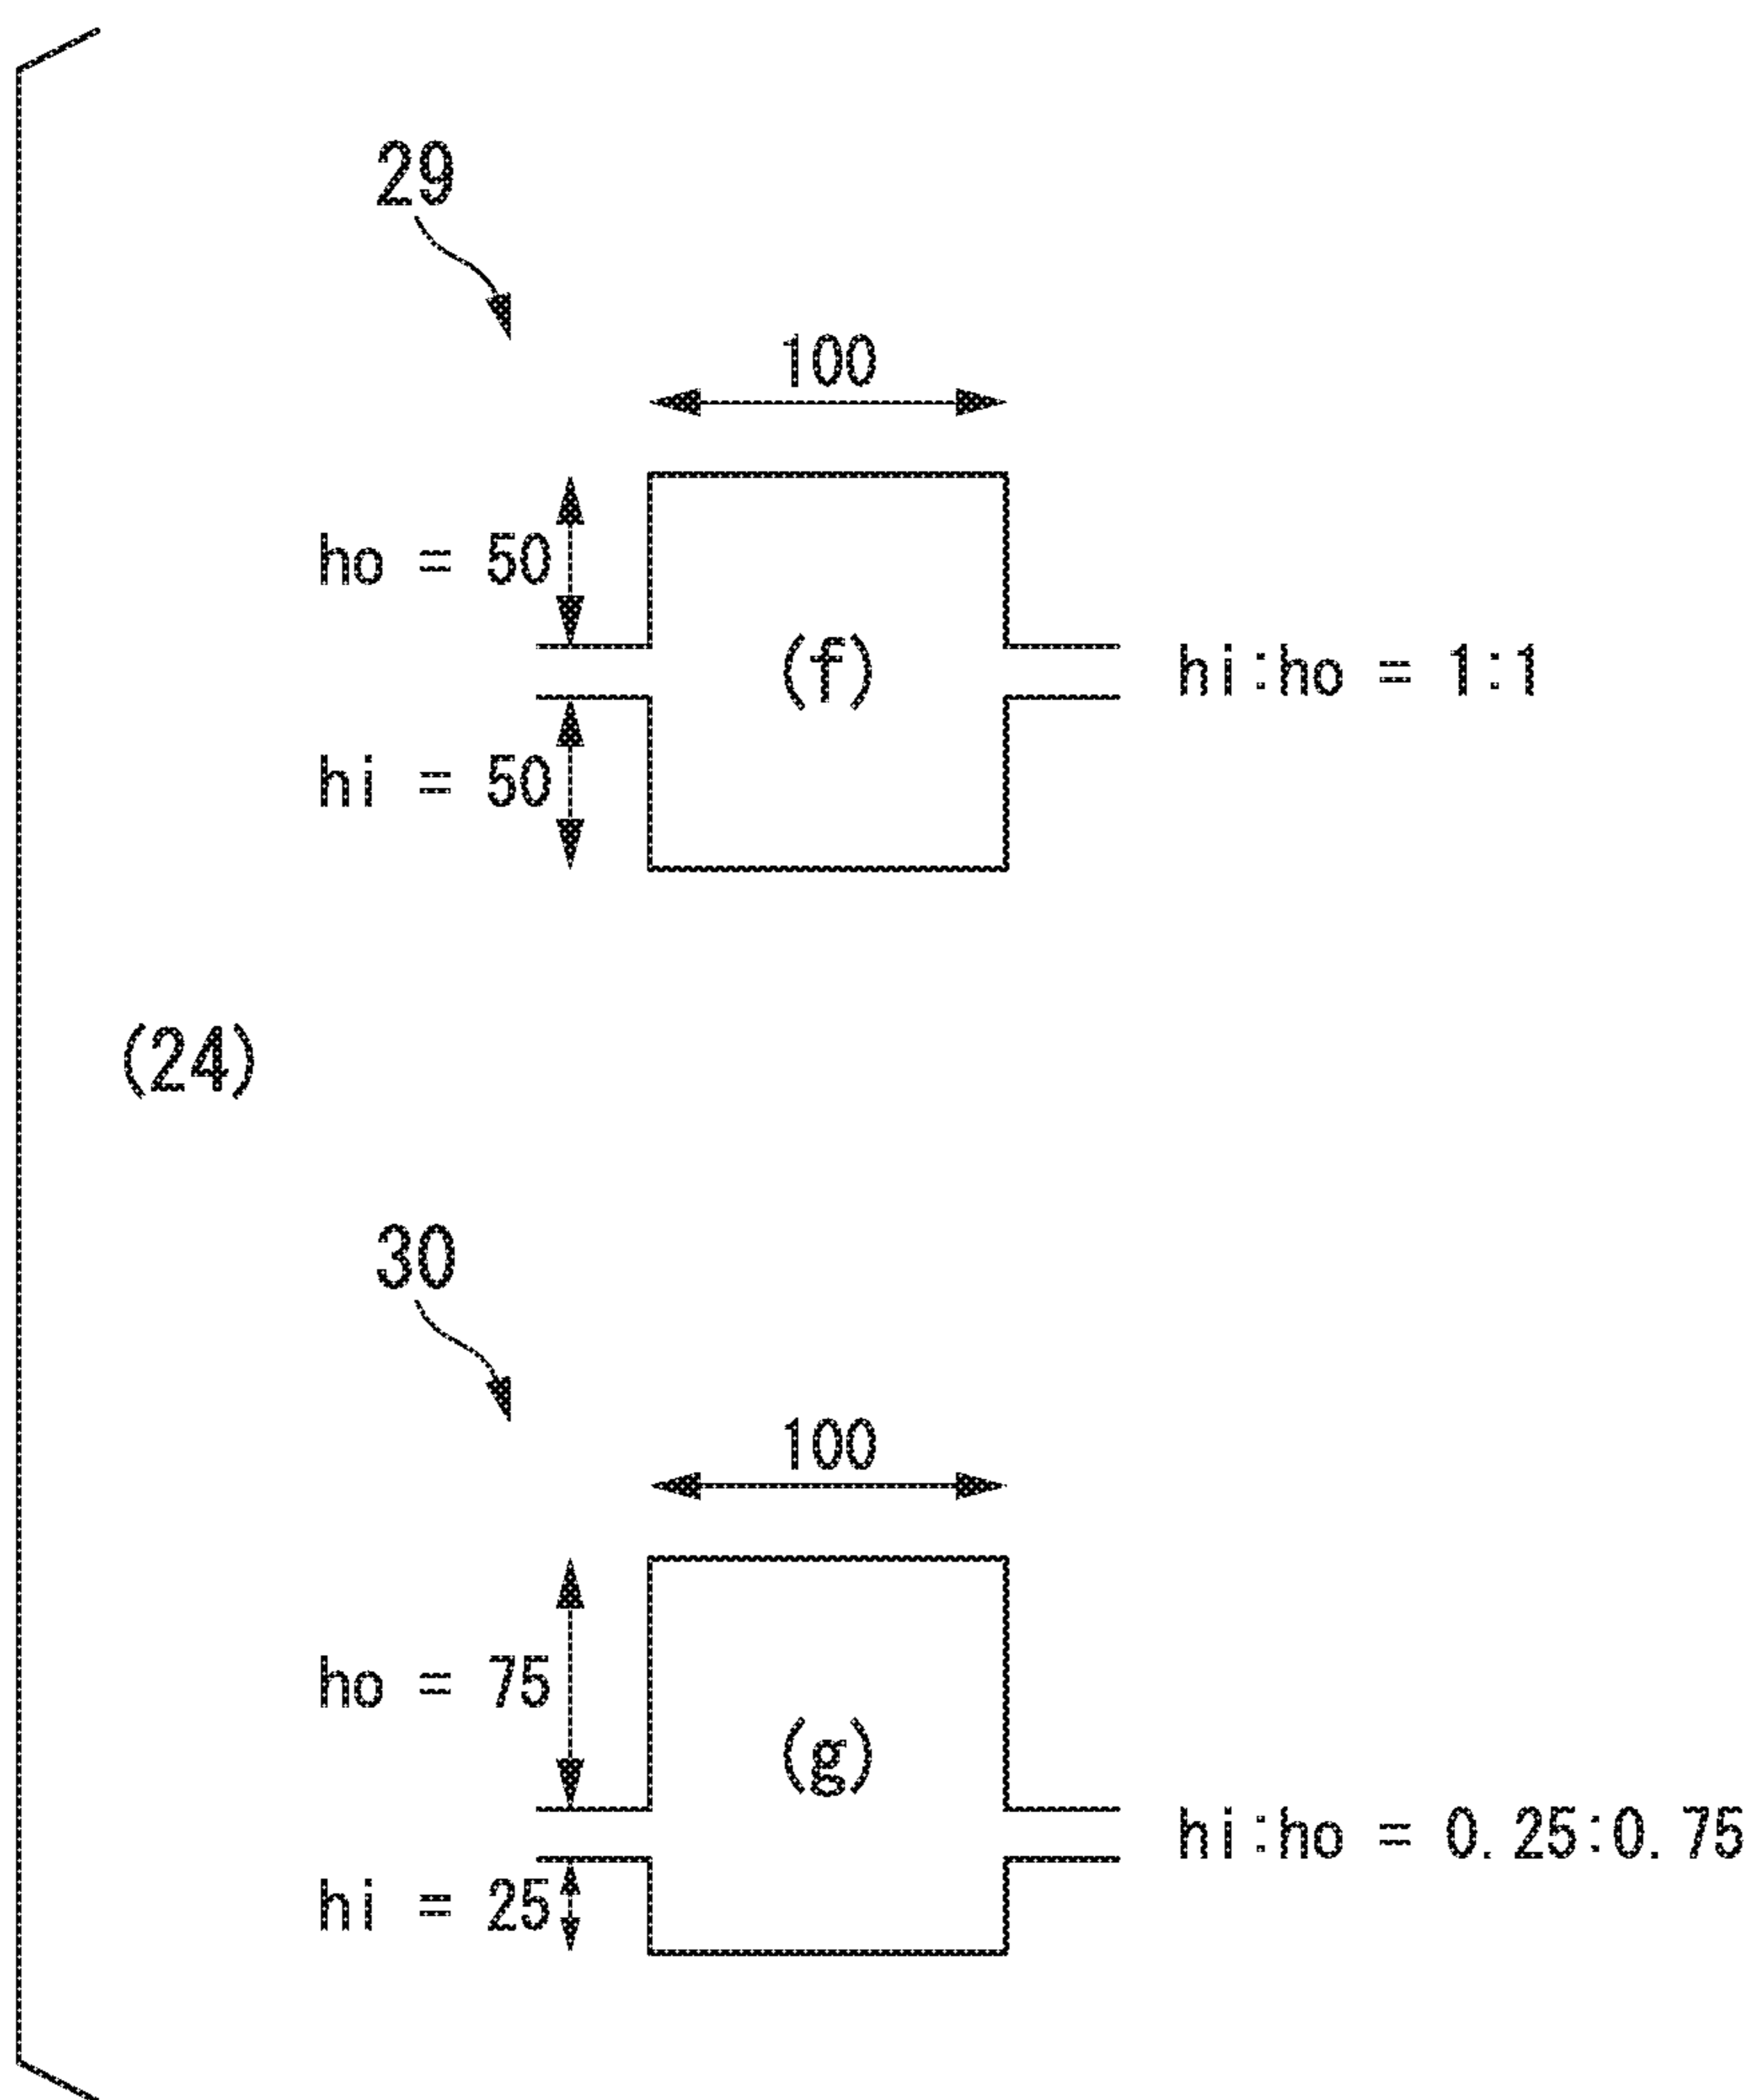 29
100
ho = 50
(f)
hi:ho = 1:1
hi = 50
(24)
30
100
ho = 75
(g)
hi:ho = 0.25:0.75
hi = 25